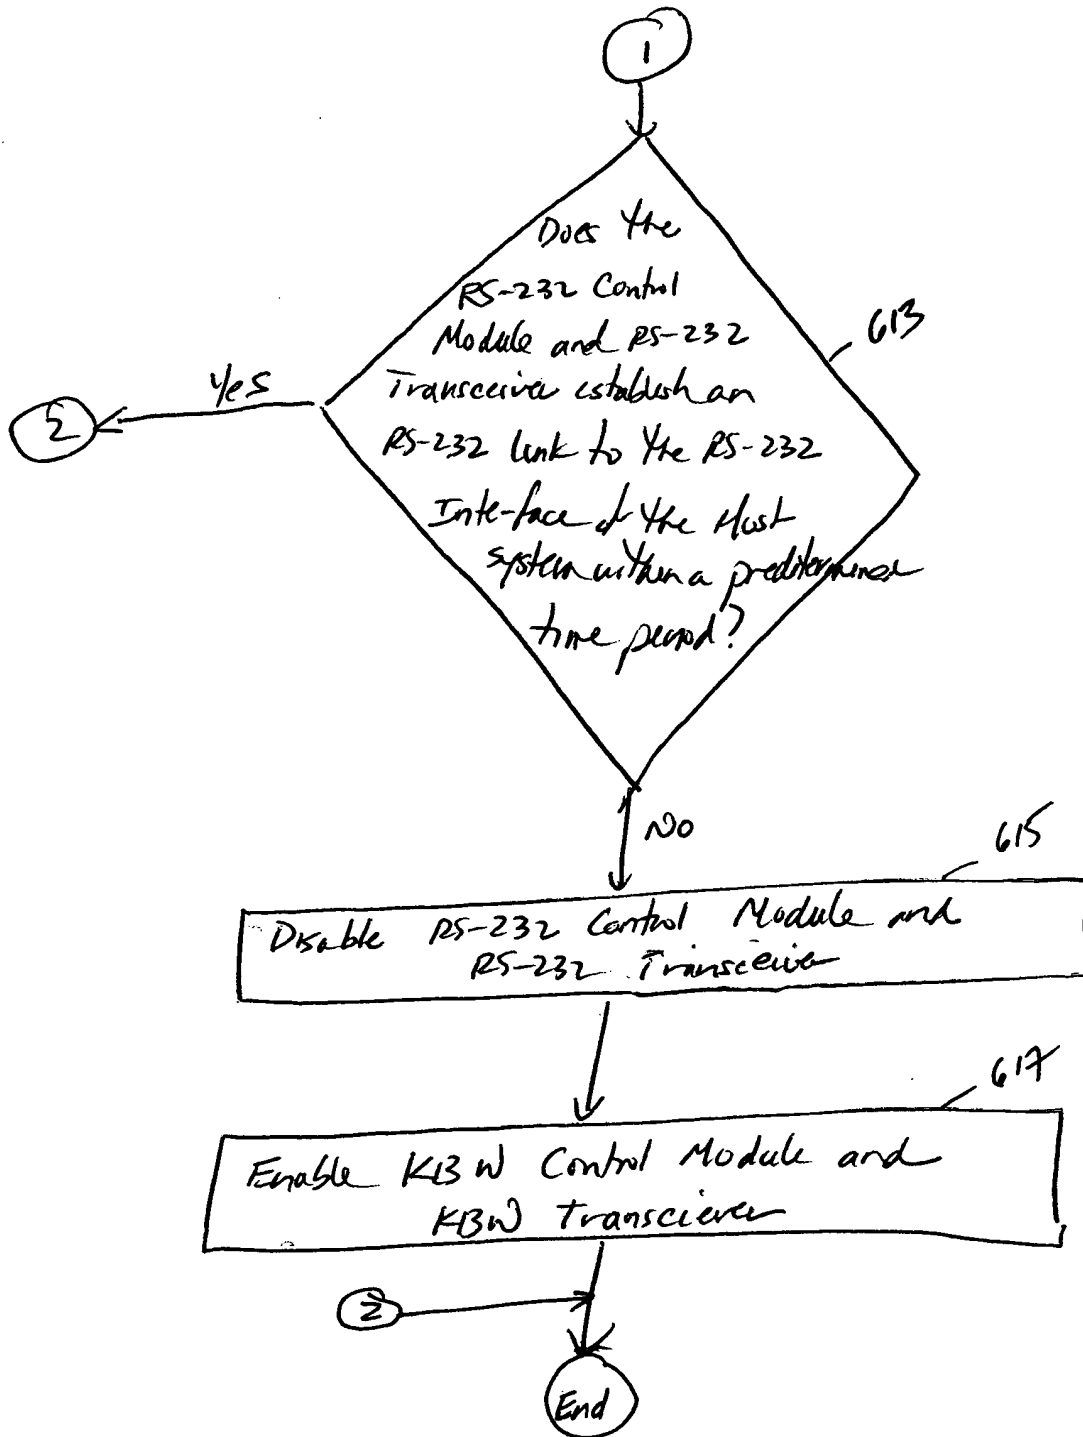 1
Does the
RS-232 Control
Module and RS-232
613
Transceiver establish an
Yes
2
RS-232 link to the RS-232
Interface of the Host
system within a predetermined
time period?
No
615
Disable RS-232 Control Module and
RS-232 Transceiver
617
Enable KBW Control Module and
KBW Transciever
2
End